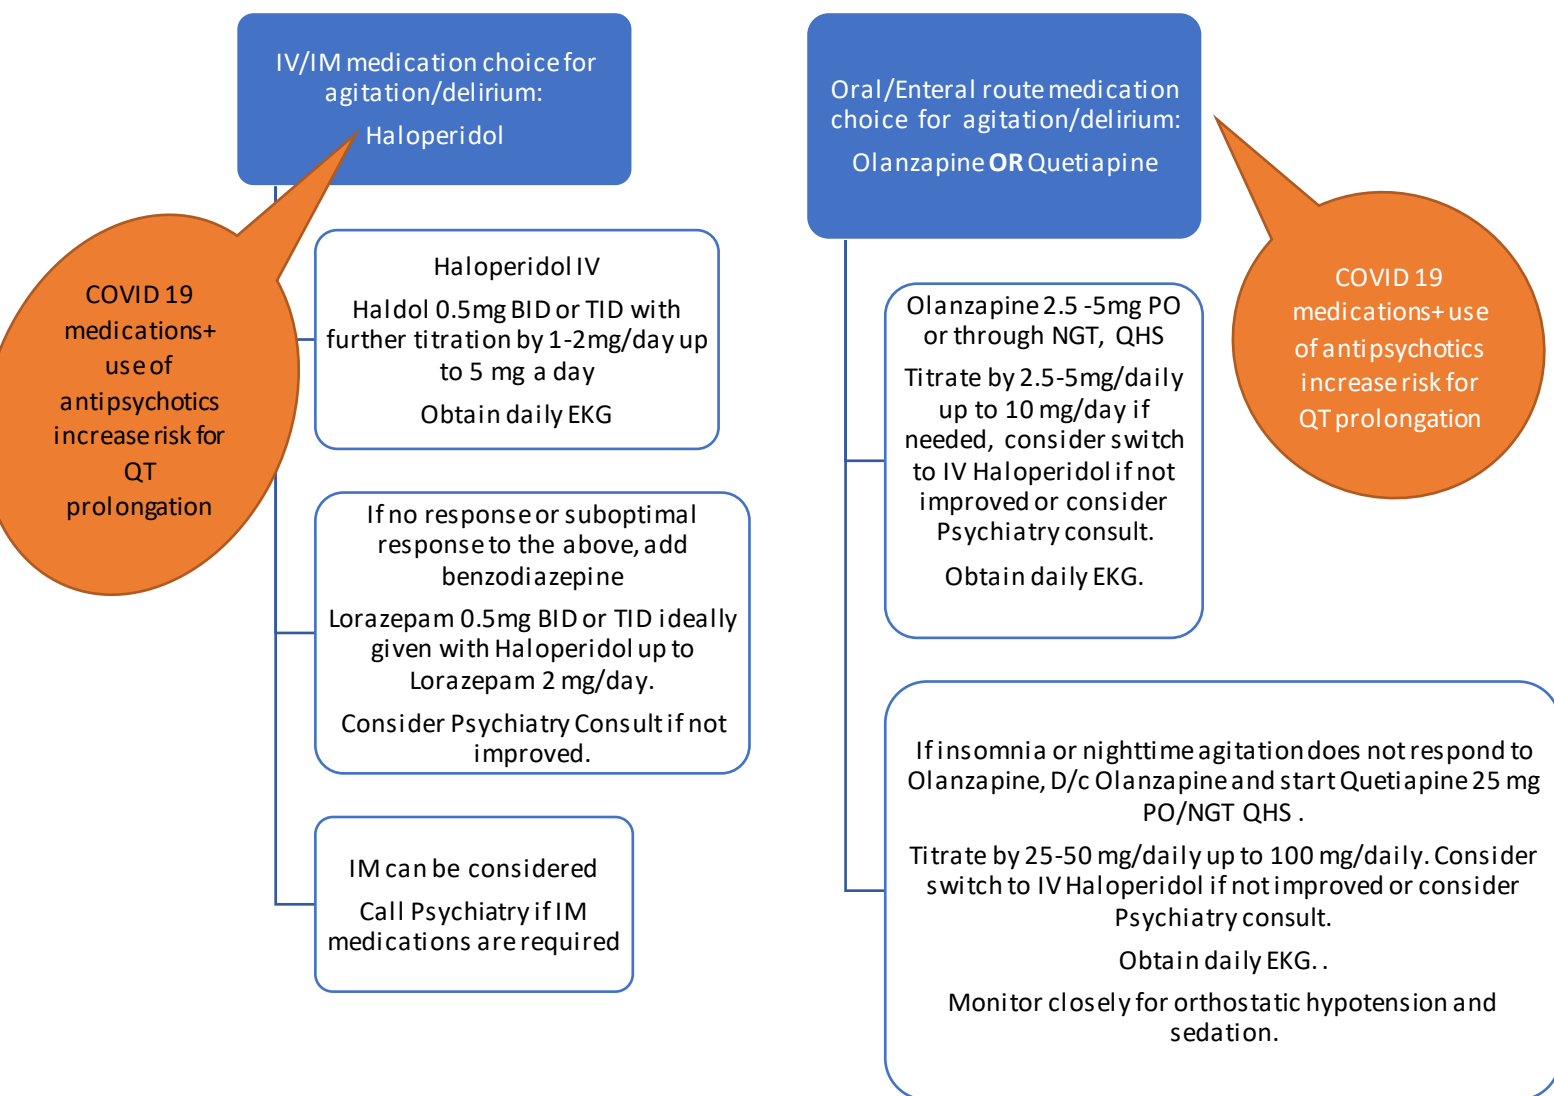 IV/IM medication choice for
agitation/delirium:
Haloperidol
COVID 19
medications+
use of
antipsychotics
increase risk for
QT
prolongation
Haloperidol IV
Haldol 0.5mg BID or TID with
further titration by 1-2mg/day up
to 5 mg a day
Obtain daily EKG
If no response or suboptimal
response to the above, add
benzodiazepine
Lorazepam 0.5mg BID or TID ideally
given with Haloperidol up to
Lorazepam 2 mg/day.
Consider Psychiatry Consult if not
improved.
IM can be considered
Call Psychiatry if IM
medications are required
Oral/Enteral route medication
choice for agitation/delirium:
Olanzapine OR Quetiapine
COVID 19
medications+ use
of antipsychotics
increase risk for
QT prolongation
Olanzapine 2.5 -5mg PO
or through NGT, QHS
Titrate by 2.5-5mg/daily
up to 10 mg/day if
needed, consider switch
to IV Haloperidol if not
improved or consider
Psychiatry consult.
Obtain daily EKG.
If insomnia or nighttime agitation does not respond to
Olanzapine, D/c Olanzapine and start Quetiapine 25 mg
PO/NGT QHS .
Titrate by 25-50 mg/daily up to 100 mg/daily. Consider
switch to IV Haloperidol if not improved or consider
Psychiatry consult.
Obtain daily EKG. .
Monitor closely for orthostatic hypotension and
sedation.